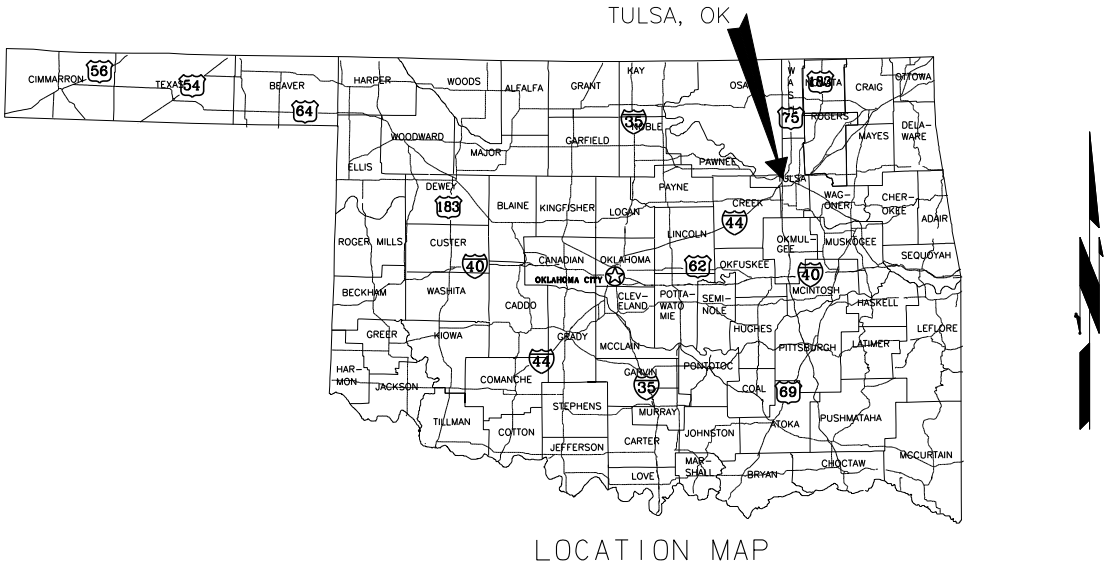 TULSA, OK
56
CIMMARRON
TEXAS
54
BEAVER
64
HARPER
WOODS
ALFALFA
GRANT
KAY
35
NOBLE
183
CRAIG
OTTOWA
75
ROGERS
MAYES
DELA-
WARE
WOODWARD
MAJOR
GARFIELD
PAWNEE
ELLIS
TULSA
DEWEY
183
BLAINE
KINGFISHER
LOGAN
PAYNE
CREEK
44
WAG-
ONER
CHER-
OKEE
ADAIR
ROGER MILLS
CUSTER
40
CANADIAN
OKLAHOMA
OKLAHOMA CITY
LINCOLN
62
OKFUSKEE
OKMUL-
GEE
MUSKOGEE
40
SEQUOYAH
BECKHAM
WASHITA
CADDO
CLEV-
ELAND
POTTA-
WATO
MIE
SEMI-
NOLE
MCINTOSH
HASKELL
GREER
KIOWA
GRADY
MCCLAIN
HUGHES
PITTSBURGH
LATIMER
LEFLORE
HAR-
MON
JACKSON
COMANCHE
44
GARVIN
35
PONTOTOC
COAL
69
TILLMAN
COTTON
STEPHENS
JEFFERSON
MURRAY
CARTER
JOHNSTON
ATOKA
PUSHMATAHA
LOVE
MAR-
SHALL
BRYAN
CHOCTAW
MCCURTAIN
LOCATION MAP